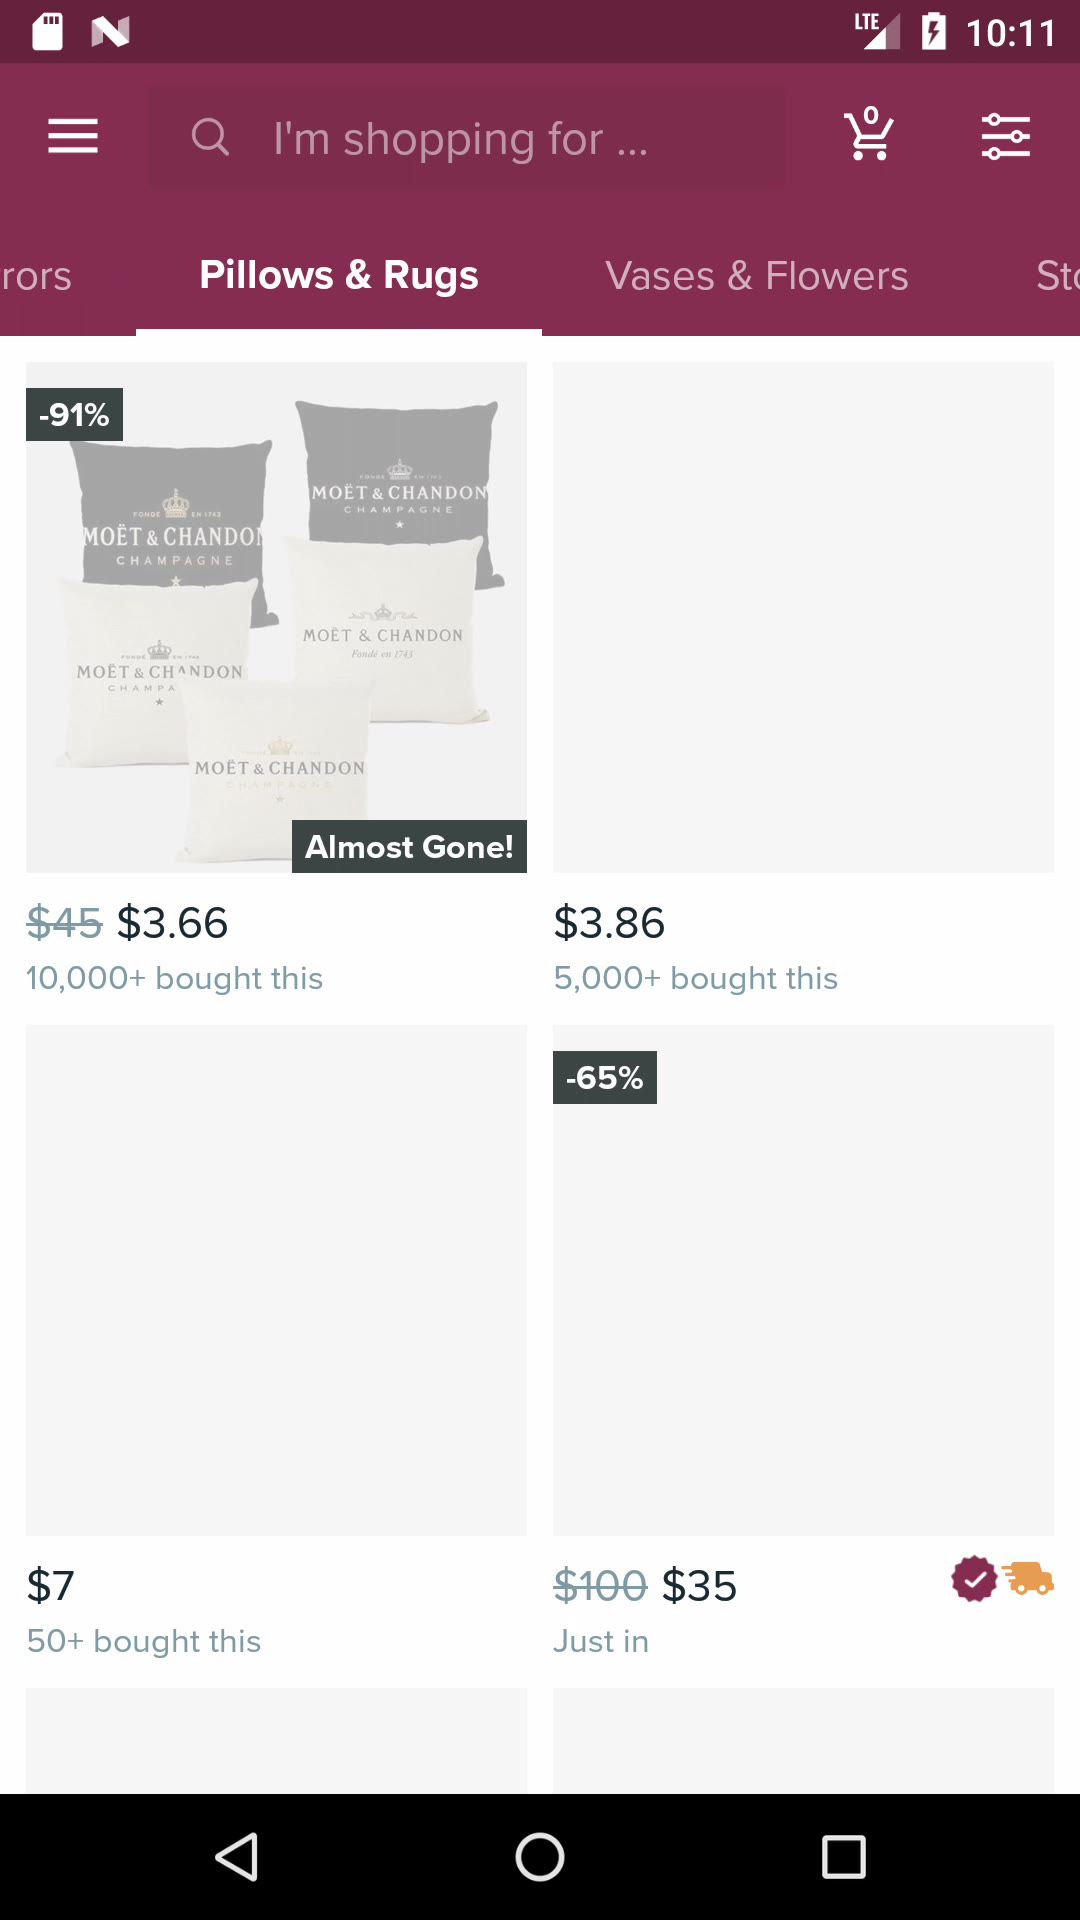 LTE 10:11
I'm shopping for ...
0
rors
Pillows & Rugs
Vases & Flowers
Sto
-91%
FONDÉ EN 1743
MOËT & CHANDON
CHAMPAGNE
FONDÉ EN 1743
MOËT & CHANDON
CHAMPAGNE
MOËT & CHANDON
Fondé en 1743
FONDÉ EN 1743
MOËT & CHANDON
CHAMPA
MOËT & CHANDON
CHAMPAGNE
Almost Gone!
$45 $3.66
10,000+ bought this
$3.86
5,000+ bought this
-65%
$7
50+ bought this
$100 $35
Just in